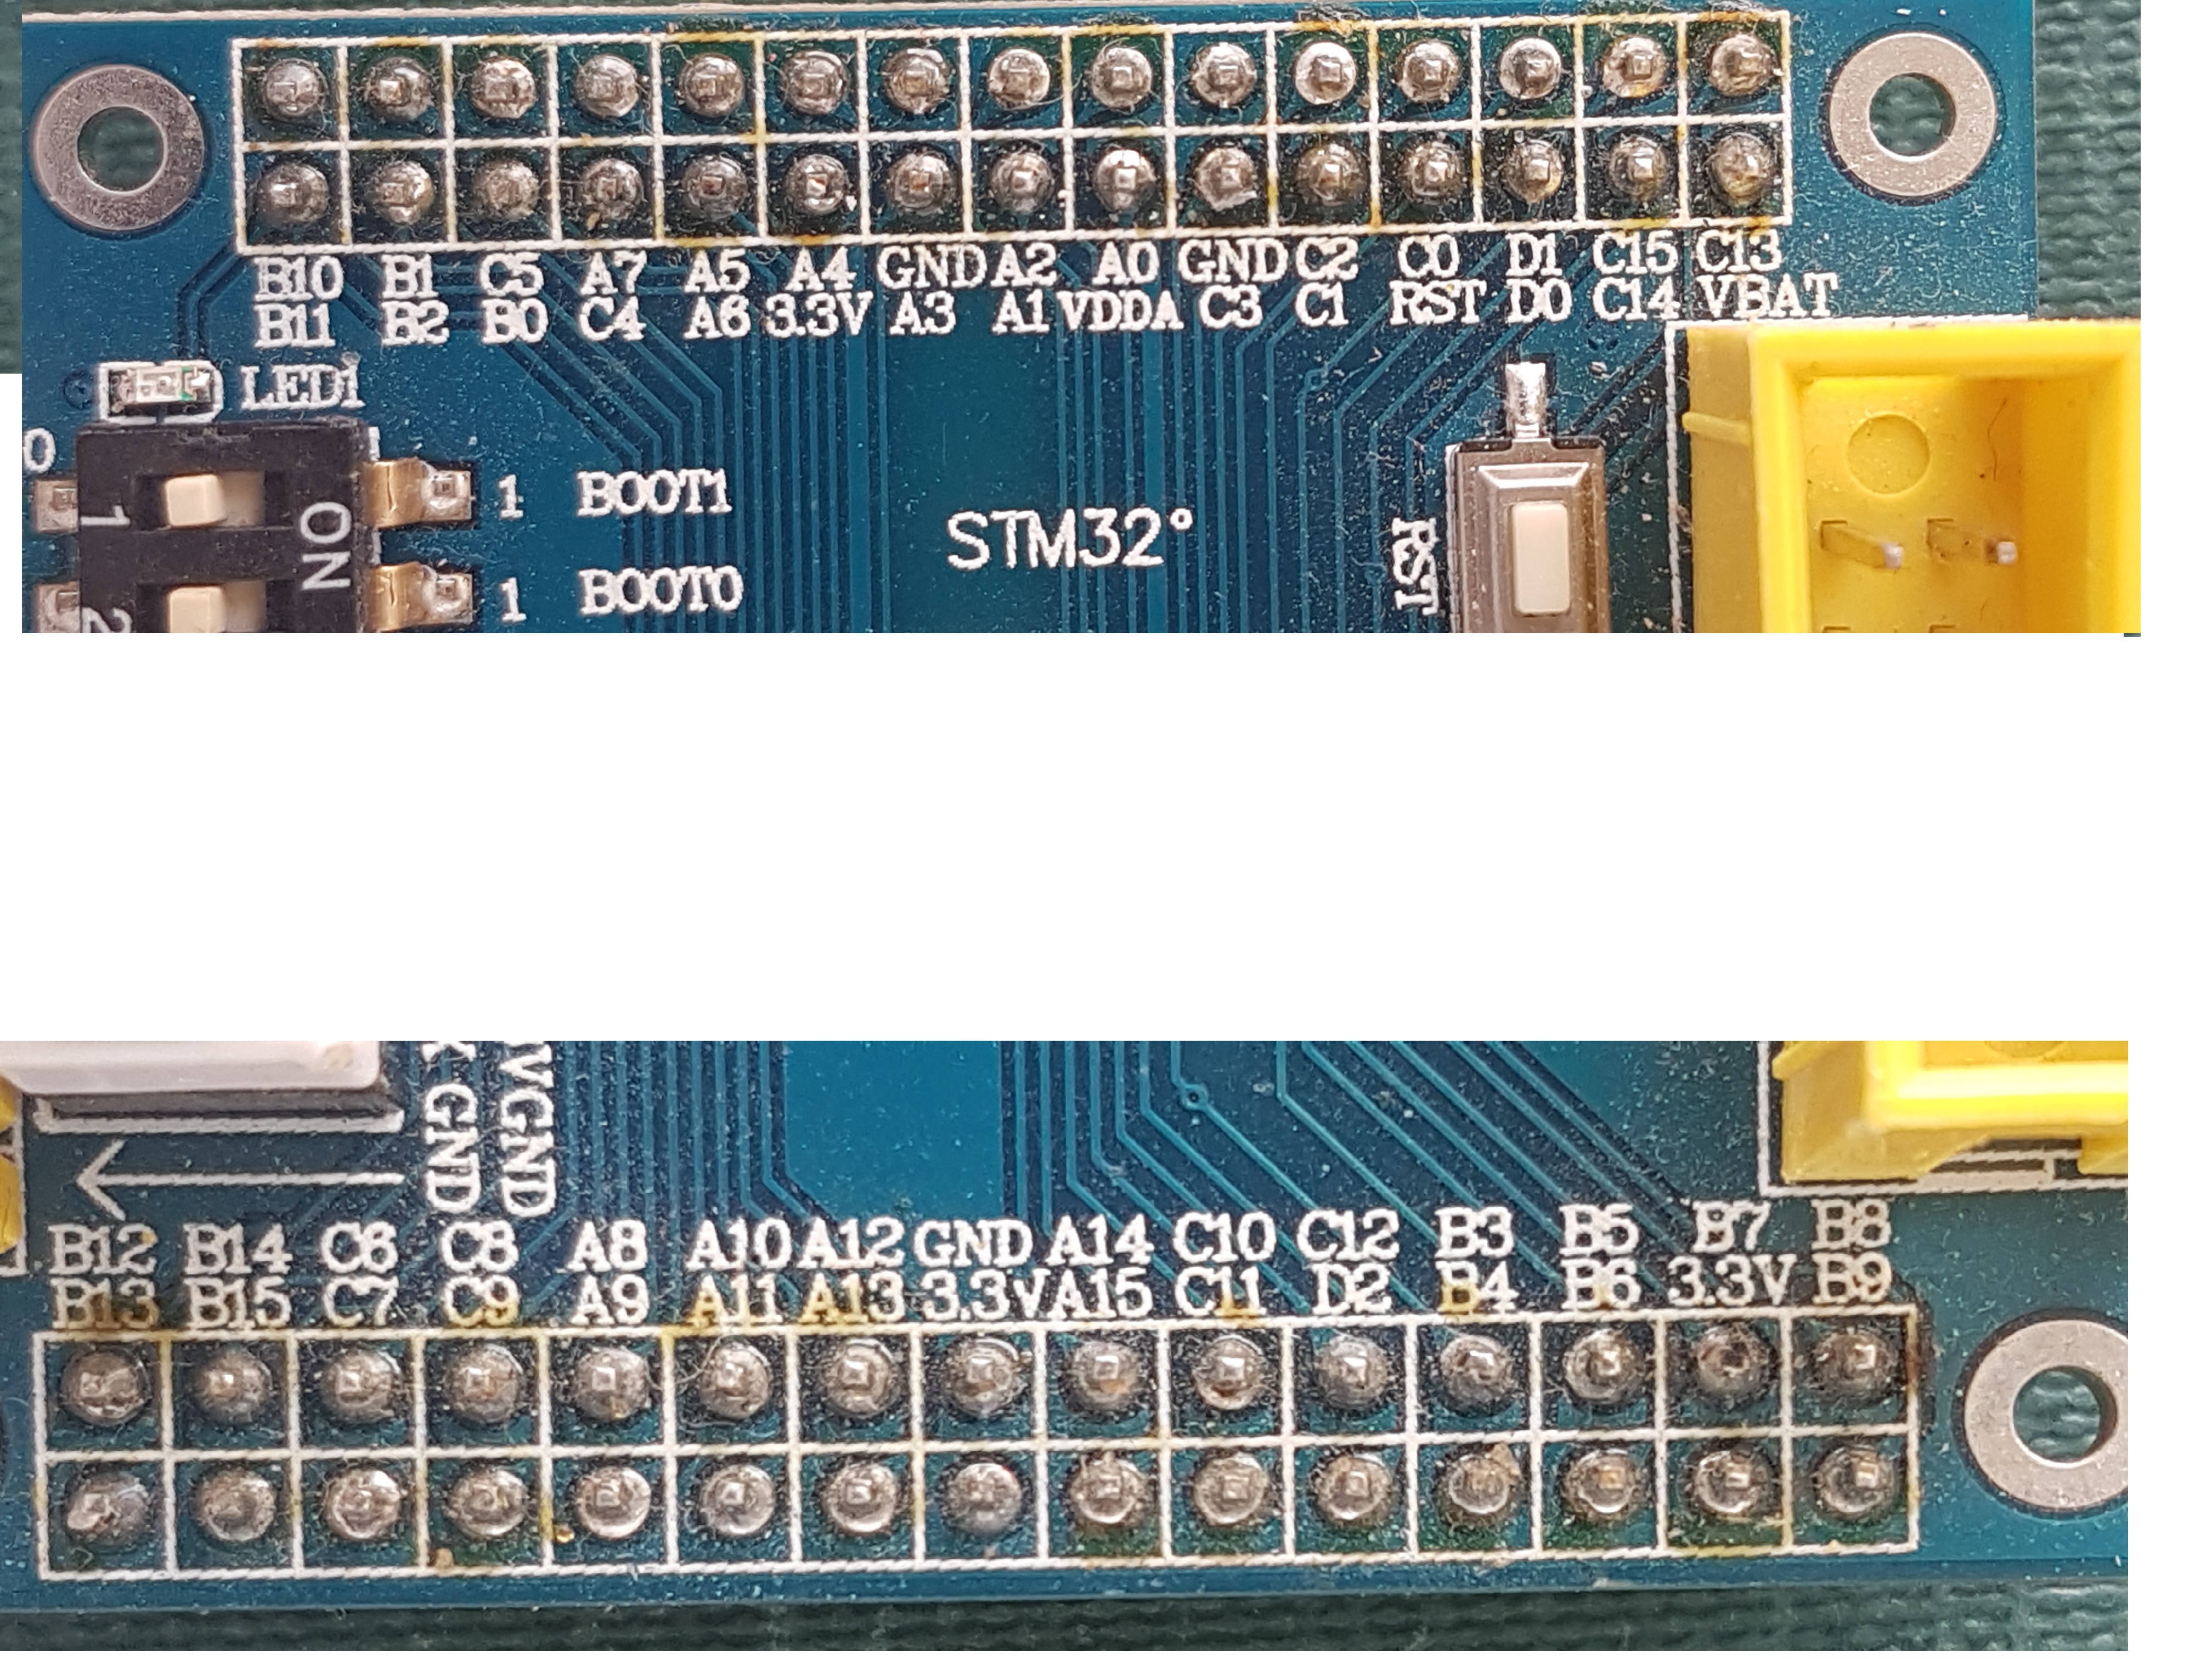 B10 B1 C5 A7 A5 A4 GND A2 A0 GND C2 C0 D1 C15 C13
B11 B2 B0 C4 A6 3.3V A3 A1 VDDA C3 C1 RST D0 C14 VBAT
LED1
0
1 ON 1 BOOT1
2 1 BOOT0
STM32°
RST
VGND
X GND
B12 B14 C6 C8 A8 A10 A12 GND A14 C10 C12 B3 B5 B7 B8
B13 B15 C7 C9 A9 A11 A13 3.3V A15 C11 D2 B4 B6 3.3V B9